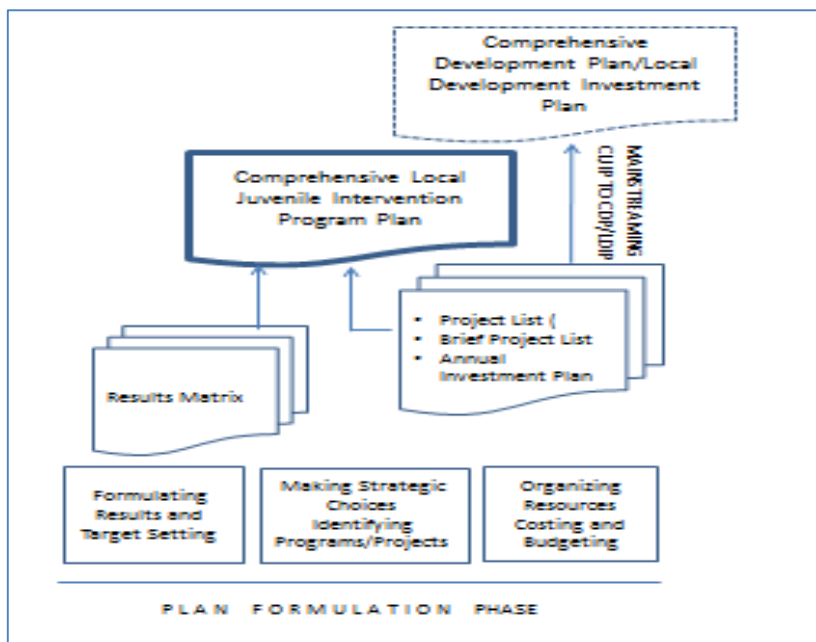 Comprehensive
Development Plan/Local
Development Investment
Plan
MAINSTREAMING
CLIP TO CDP/LDIP
Comprehensive Local
Juvenile Intervention
Program Plan
• Project List (
• Brief Project List
• Annual
Investment Plan
Results Matrix
Formulating
Results and
Target Setting
Making Strategic
Choices
Identifying
Programs/Projects
Organizing
Resources
Costing and
Budgeting
PLAN FORMULATION PHASE